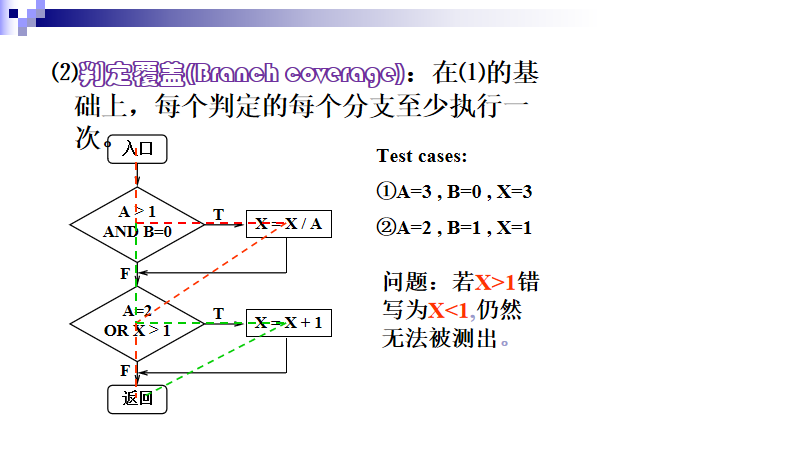 ⑵判定覆盖(Branch coverage)：在⑴的基
础上，每个判定的每个分支至少执行一
次。
入口
A > 1
AND B=0
T
X = X / A
F
A=2
OR X > 1
T
X = X + 1
F
返回
Test cases:
①A=3 , B=0 , X=3
②A=2 , B=1 , X=1
问题：若X>1错
写为X<1,仍然
无法被测出。